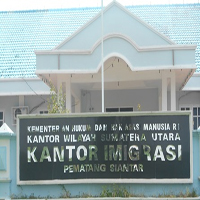 KEMENTERIAN HUKUM DAN HAK ASASI MANUSIA RI
KANTOR WILAYAH SUMATERA UTARA
KANTOR IMIGRASI
PEMATANG SIANTAR